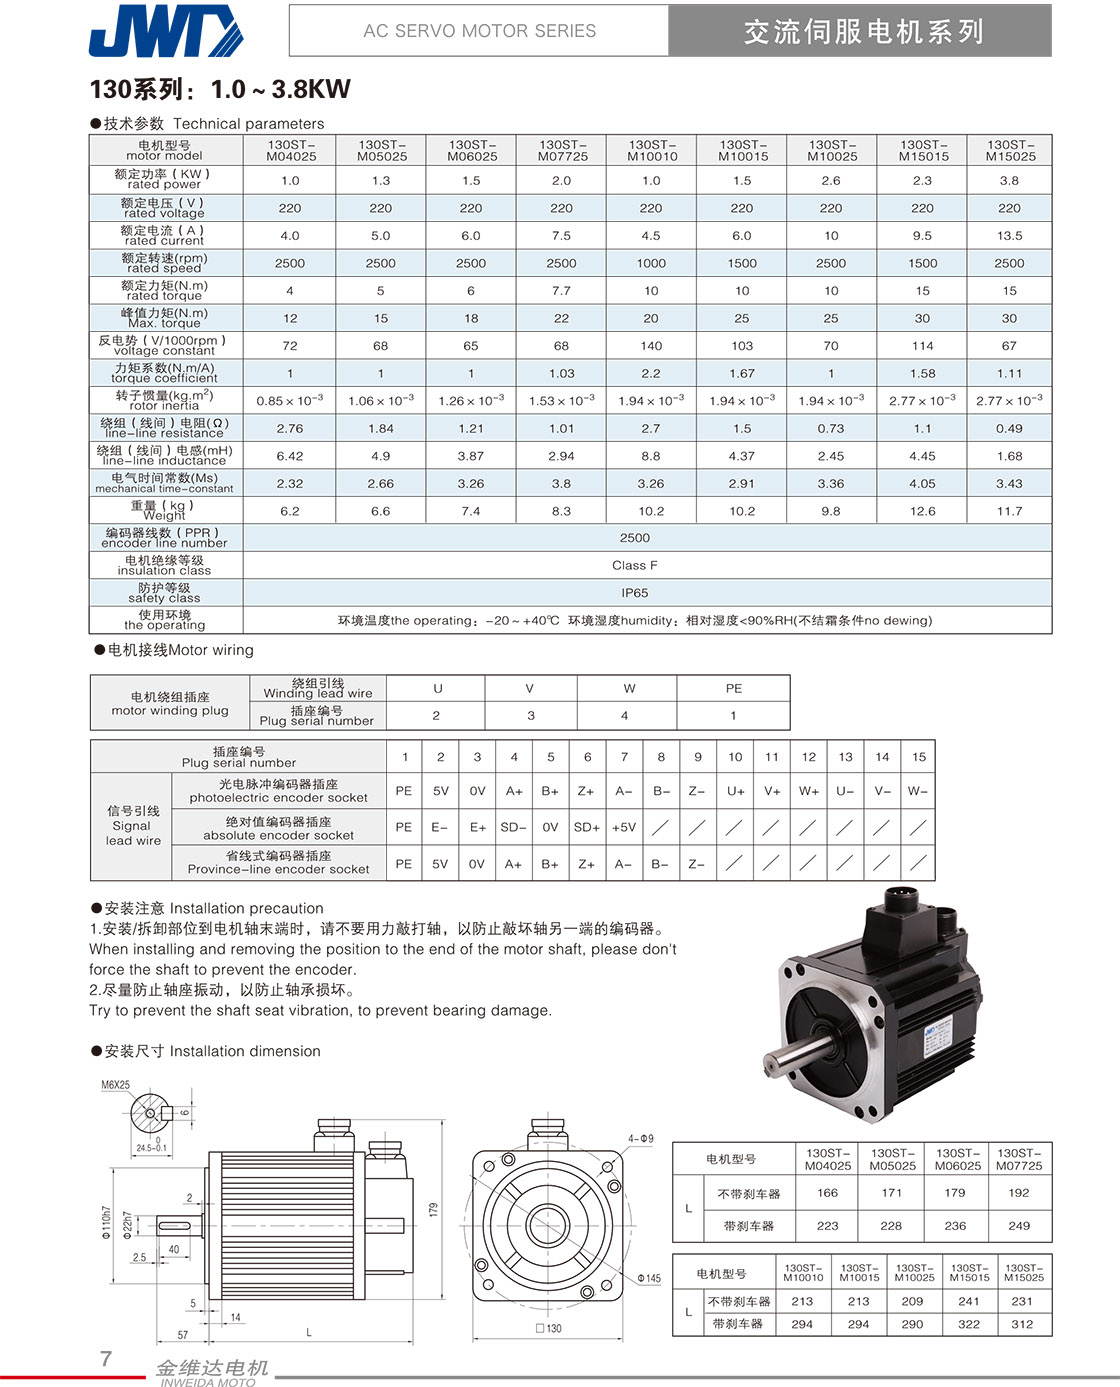 JWD
AC SERVO MOTOR SERIES
交流伺服电机系列
130系列：1.0～3.8KW
●技术参数 Technical parameters
电机型号 motor model 130ST-M04025 130ST-M05025 130ST-M06025 130ST-M07725 130ST-M10010 130ST-M10015 130ST-M10025 130ST-M15015 130ST-M15025
额定功率（KW） rated power 1.0 1.3 1.5 2.0 1.0 1.5 2.6 2.3 3.8
额定电压（V） rated voltage 220 220 220 220 220 220 220 220 220
额定电流（A） rated current 4.0 5.0 6.0 7.5 4.5 6.0 10 9.5 13.5
额定转速(rpm) rated speed 2500 2500 2500 2500 1000 1500 2500 1500 2500
额定力矩(N.m) rated torque 4 5 6 7.7 10 10 10 15 15
峰值力矩(N.m) Max. torque 12 15 18 22 20 25 25 30 30
反电势（V/1000rpm） voltage constant 72 68 65 68 140 103 70 114 67
力矩系数(N.m/A) torque coefficient 1 1 1 1.03 2.2 1.67 1 1.58 1.11
转子惯量(kg.m²) rotor inertia 0.85×10⁻³ 1.06×10⁻³ 1.26×10⁻³ 1.53×10⁻³ 1.94×10⁻³ 1.94×10⁻³ 1.94×10⁻³ 2.77×10⁻³ 2.77×10⁻³
绕组（线间）电阻(Ω) line-line resistance 2.76 1.84 1.21 1.01 2.7 1.5 0.73 1.1 0.49
绕组（线间）电感(mH) line-line inductance 6.42 4.9 3.87 2.94 8.8 4.37 2.45 4.45 1.68
电气时间常数(Ms) mechanical time-constant 2.32 2.66 3.26 3.8 3.26 2.91 3.36 4.05 3.43
重量（kg） Weight 6.2 6.6 7.4 8.3 10.2 10.2 9.8 12.6 11.7
编码器线数（PPR） encoder line number 2500
电机绝缘等级 insulation class Class F
防护等级 safety class IP65
使用环境 the operating 环境温度the operating：-20～+40℃ 环境湿度humidity：相对湿度<90%RH(不结霜条件no dewing)
●电机接线Motor wiring
电机绕组插座 motor winding plug 绕组引线 Winding lead wire U V W PE
插座编号 Plug serial number 2 3 4 1
插座编号 Plug serial number 1 2 3 4 5 6 7 8 9 10 11 12 13 14 15
信号引线 Signal lead wire 光电脉冲编码器插座 photoelectric encoder socket PE 5V 0V A+ B+ Z+ A- B- Z- U+ V+ W+ U- V- W-
绝对值编码器插座 absolute encoder socket PE E- E+ SD- 0V SD+ +5V ／ ／ ／ ／ ／ ／ ／ ／
省线式编码器插座 Province-line encoder socket PE 5V 0V A+ B+ Z+ A- B- Z- ／ ／ ／ ／ ／ ／
●安装注意 Installation precaution
1.安装/拆卸部位到电机轴末端时，请不要用力敲打轴，以防止敲坏轴另一端的编码器。
When installing and removing the position to the end of the motor shaft, please don't
force the shaft to prevent the encoder.
2.尽量防止轴座振动，以防止轴承损坏。
Try to prevent the shaft seat vibration, to prevent bearing damage.
JWD
●安装尺寸 Installation dimension
M6X25
6
0
24.5-0.1
Φ110h7
Φ22h7
2
40
2.5
5
14
57
L
179
4-Φ9
Φ145
□130
电机型号 130ST-M04025 130ST-M05025 130ST-M06025 130ST-M07725
L 不带刹车器 166 171 179 192
带刹车器 223 228 236 249
电机型号 130ST-M10010 130ST-M10015 130ST-M10025 130ST-M15015 130ST-M15025
L 不带刹车器 213 213 209 241 231
带刹车器 294 294 290 322 312
7
金维达电机
INWEIDA MOTO